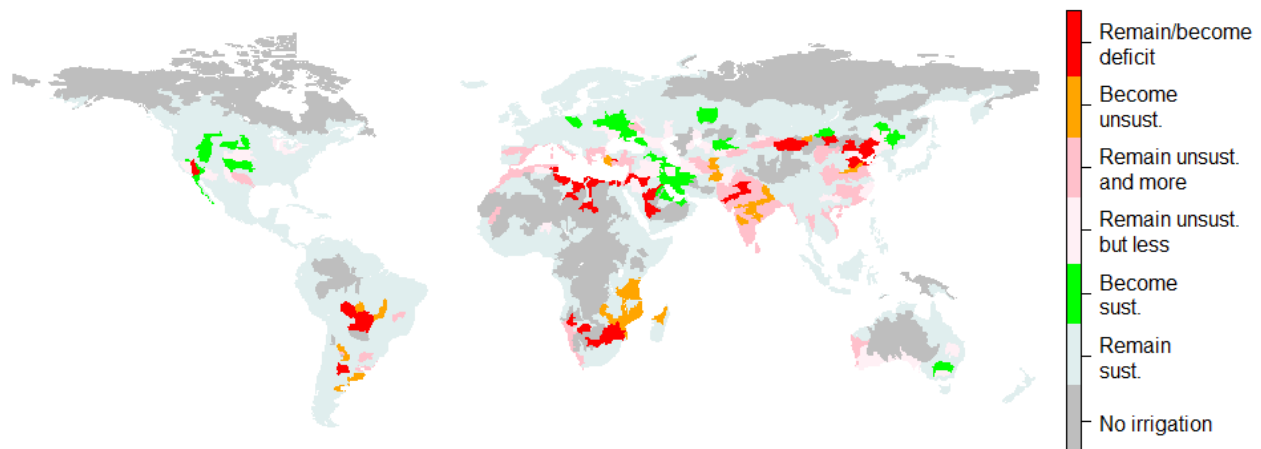 Remain/become
deficit
Become
unsust.
Remain unsust.
and more
Remain unsust.
but less
Become
sust.
Remain
sust.
No irrigation